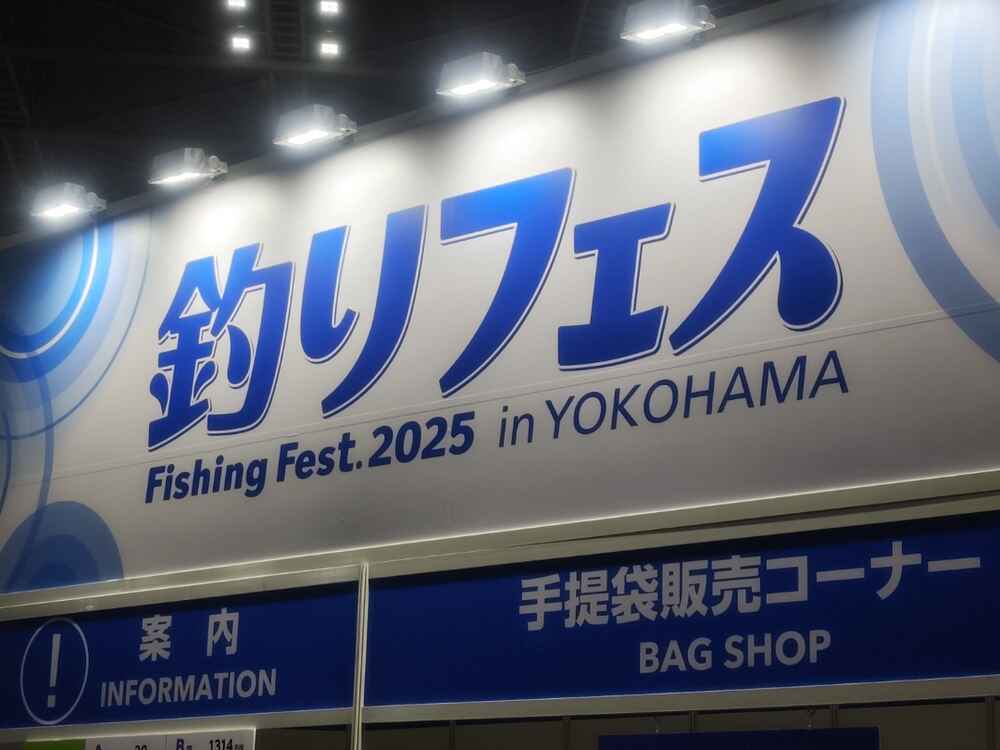 釣りフェス
Fishing Fest.2025 in YOKOHAMA
案内
INFORMATION
手提袋販売コーナー
BAG SHOP